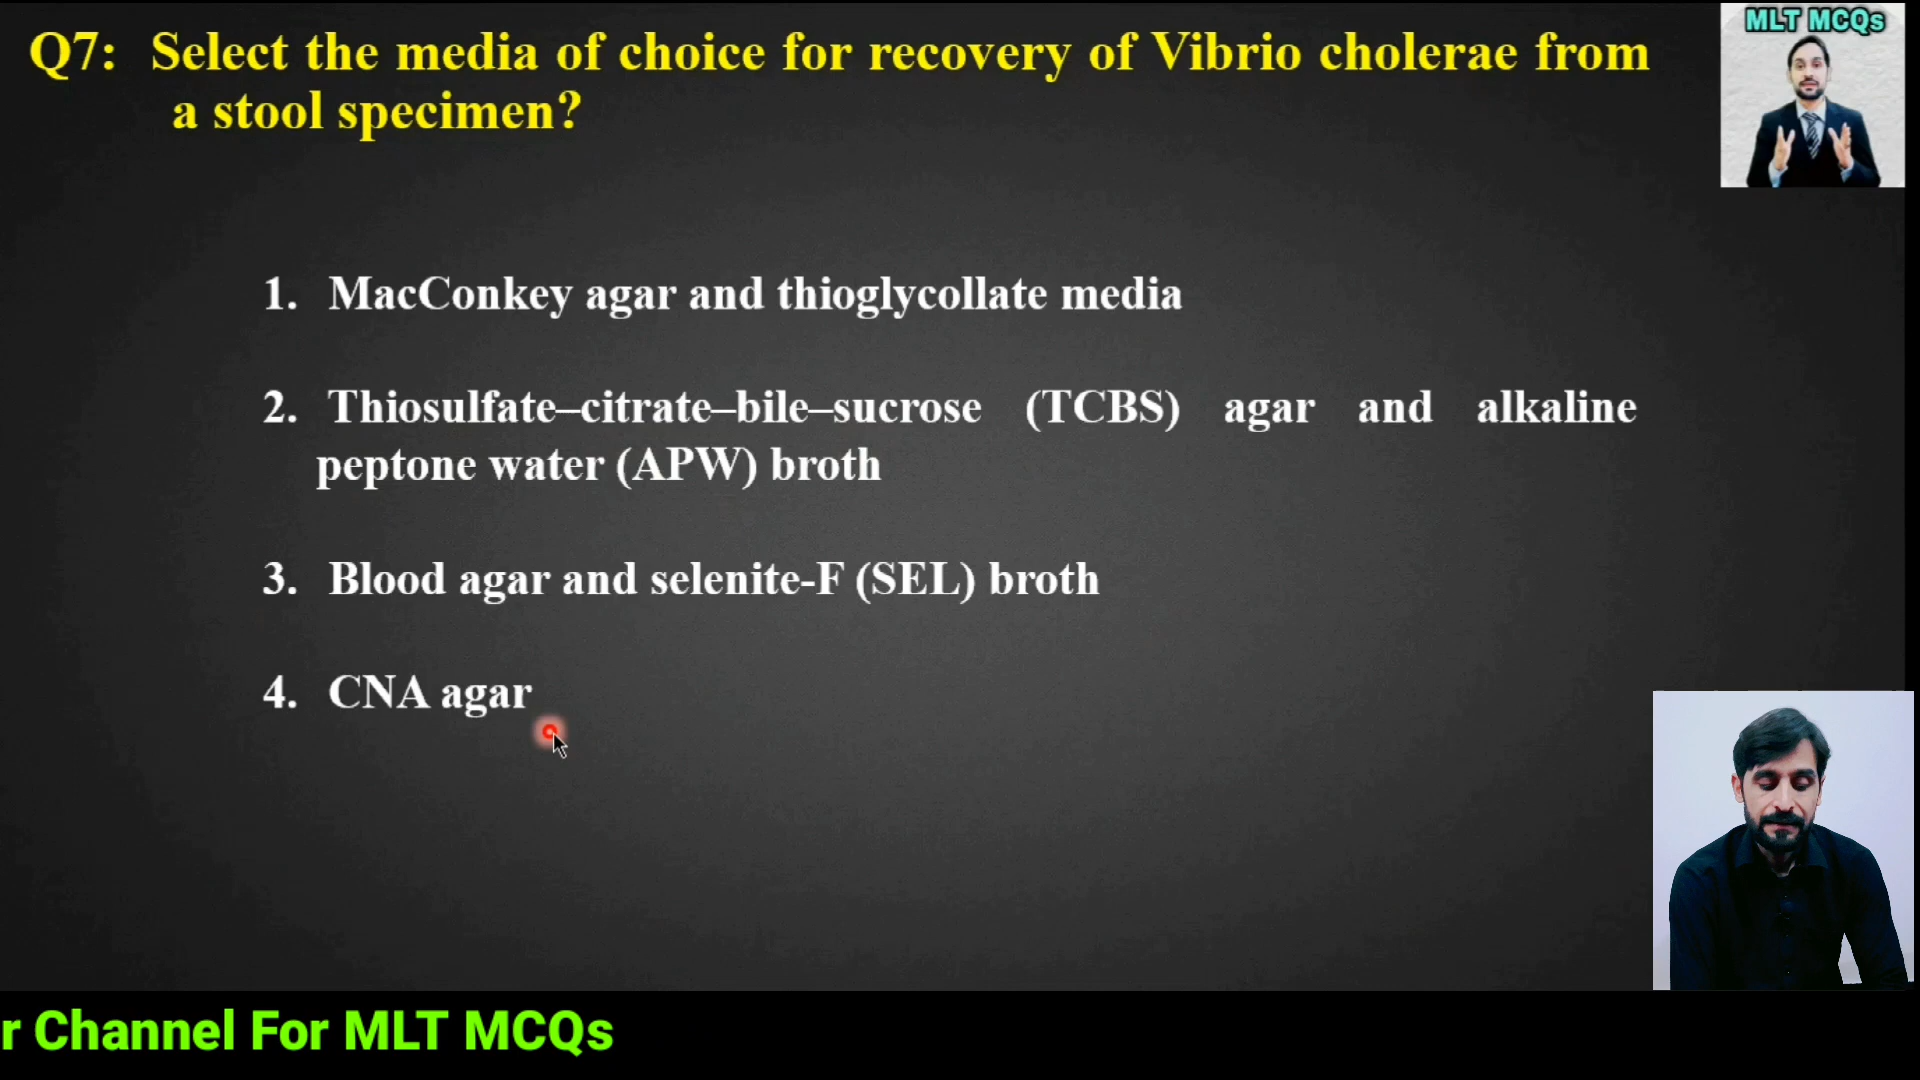 MLT MCQs
Q7: Select the media of choice for recovery of Vibrio cholerae from
a stool specimen?
1. MacConkey agar and thioglycollate media
2. Thiosulfate–citrate–bile–sucrose (TCBS) agar and alkaline
peptone water (APW) broth
3. Blood agar and selenite-F (SEL) broth
4. CNA agar
r Channel For MLT MCQs